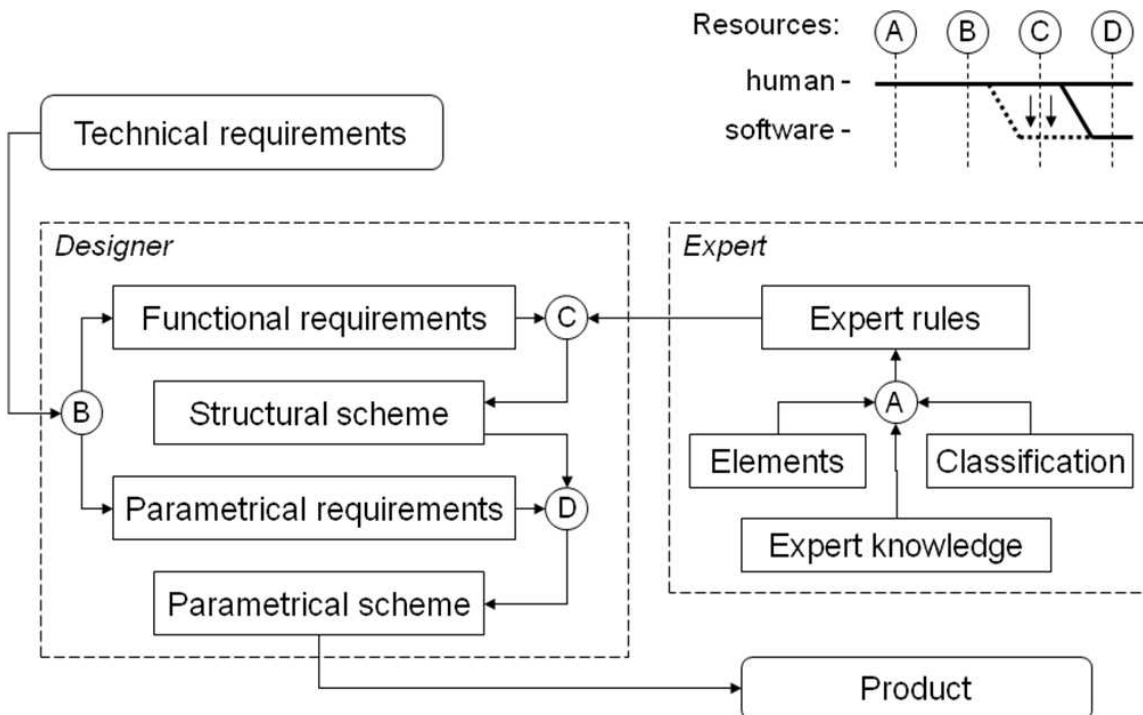 Resources: A B C D
human -
software -
Technical requirements
Designer
Functional requirements
C
Structural scheme
B
Parametrical requirements
D
Parametrical scheme
Expert
Expert rules
A
Elements
Classification
Expert knowledge
Product